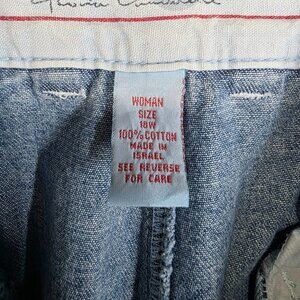 WOMAN
SIZE
18W
100% COTTON
MADE IN
ISRAEL
SEE REVERSE
FOR CARE